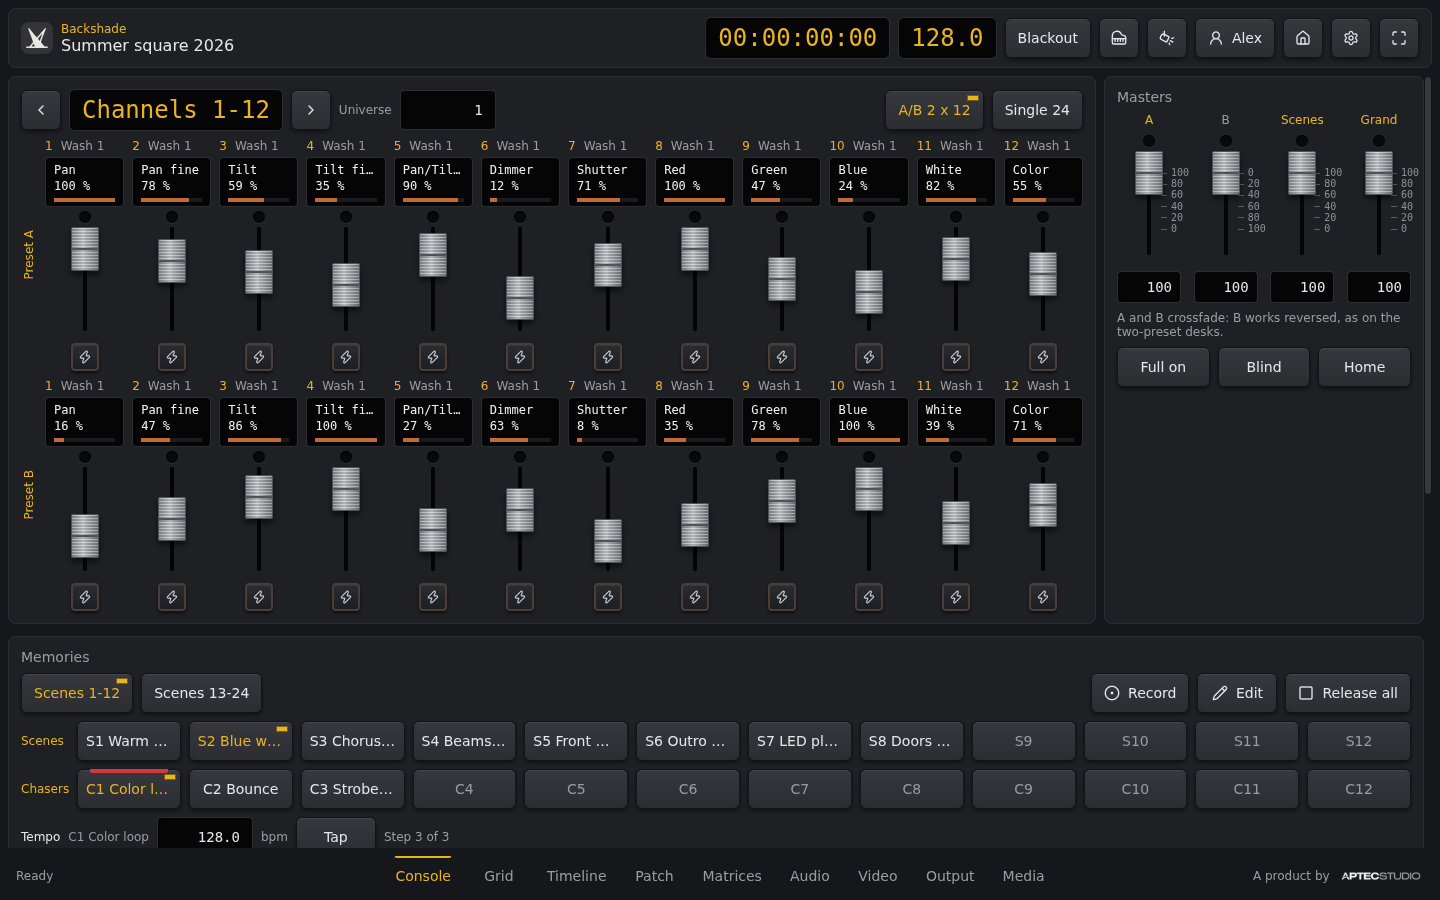 Backshade
Summer square 2026
00:00:00:00
128.0
Blackout
Alex
Channels 1-12
Universe
1
A/B 2 x 12
Single 24
1 Wash 1 2 Wash 1 3 Wash 1 4 Wash 1 5 Wash 1 6 Wash 1 7 Wash 1 8 Wash 1 9 Wash 1 10 Wash 1 11 Wash 1 12 Wash 1
Pan Pan fine Tilt Tilt fi… Pan/Til… Dimmer Shutter Red Green Blue White Color
100 % 78 % 59 % 35 % 90 % 12 % 71 % 100 % 47 % 24 % 82 % 55 %
Preset A
1 Wash 1 2 Wash 1 3 Wash 1 4 Wash 1 5 Wash 1 6 Wash 1 7 Wash 1 8 Wash 1 9 Wash 1 10 Wash 1 11 Wash 1 12 Wash 1
Pan Pan fine Tilt Tilt fi… Pan/Til… Dimmer Shutter Red Green Blue White Color
16 % 47 % 86 % 100 % 27 % 63 % 8 % 35 % 78 % 100 % 39 % 71 %
Preset B
Masters
A B Scenes Grand
100 0 100 100
80 20 80 80
60 40 60 60
40 60 40 40
20 80 20 20
0 100 0 0
100 100 100 100
A and B crossfade: B works reversed, as on the
two-preset desks.
Full on Blind Home
Memories
Scenes 1-12 Scenes 13-24
Record Edit Release all
Scenes S1 Warm … S2 Blue w… S3 Chorus… S4 Beams… S5 Front … S6 Outro … S7 LED pl… S8 Doors … S9 S10 S11 S12
Chasers C1 Color l… C2 Bounce C3 Strobe… C4 C5 C6 C7 C8 C9 C10 C11 C12
Tempo C1 Color loop 128.0 bpm Tap Step 3 of 3
Ready
Console Grid Timeline Patch Matrices Audio Video Output Media
A product by APTECSTUDIO